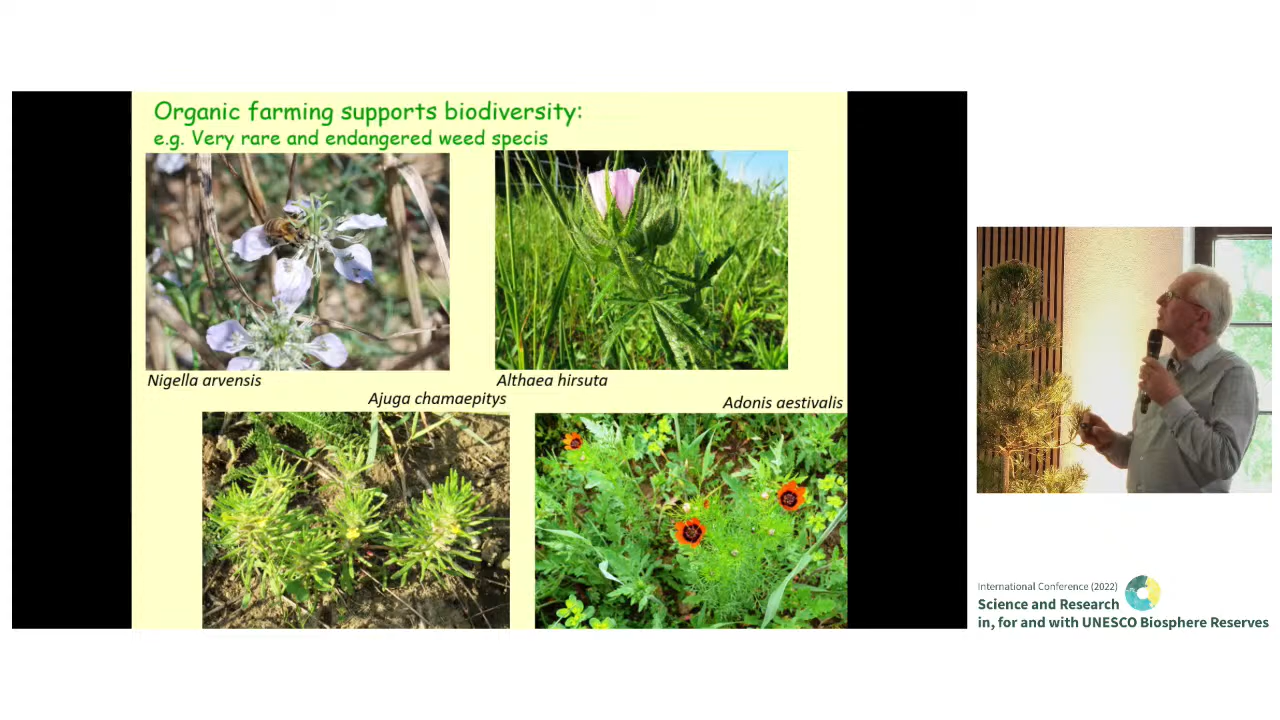 Organic farming supports biodiversity:
e.g. Very rare and endangered weed specis
Nigella arvensis
Althaea hirsuta
Ajuga chamaepitys
Adonis aestivalis
International Conference (2022)
Science and Research
in, for and with UNESCO Biosphere Reserves